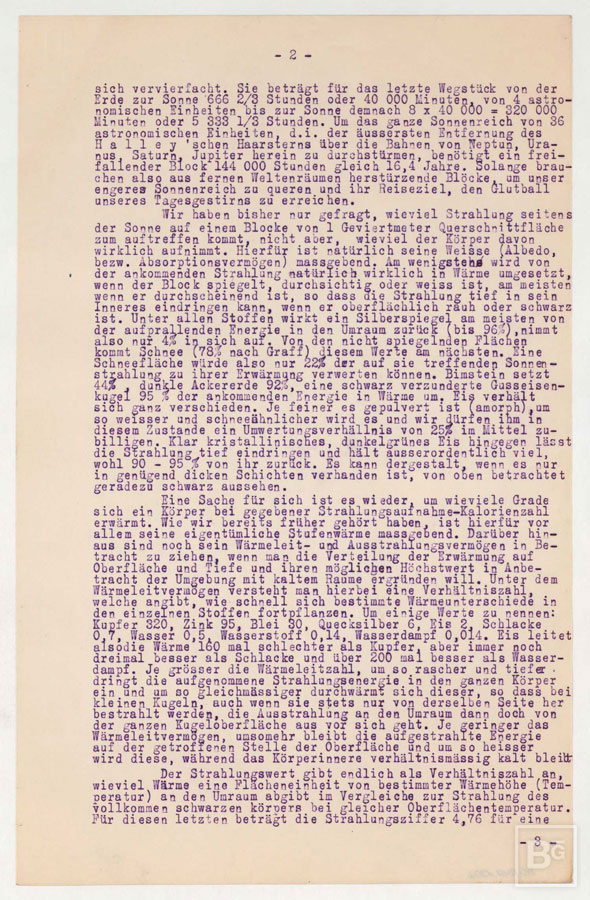 - 2 -
sich vervierfacht. Sie beträgt für das letzte Wegstück von der
Erde zur Sonne 666 2/3 Stunden oder 40 000 Minuten, von 4 astro-
nomischen Einheiten bis zur Sonne demnach 8 x 40 000 = 320 000
Minuten oder 5 333 1/3 Stunden. Um das ganze Sonnenreich von 36
astronomischen Einheiten, d.i. der äussersten Entfernung des
H a l l e y 'schen Haarsterns über die Bahnen von Neptun, Ura-
nus, Saturn, Jupiter herein zu durchstürmen, benötigt ein frei-
fallender Block 144 000 Stunden gleich 16,4 Jahre. Solange brau-
chen also aus fernen Weltenräumen herstürzende Blöcke, um unser
engeres Sonnenreich zu queren und ihr Reiseziel, den Glutball
unseres Tagesgestirns zu erreichen.
Wir haben bisher nur gefragt, wieviel Strahlung seitens
der Sonne auf einem Blocke von 1 Geviertmeter Querschnittfläche
zum auftreffen kommt, nicht aber, wieviel der Körper davon
wirklich aufnimmt. Hierfür ist natürlich seine Weisse (Albedo,
bezw. Absorptionsvermögen) massgebend. Am wenigsten wird von
der ankommenden Strahlung natürlich wirklich in Wärme umgesetzt,
wenn der Block spiegelt, durchsichtig oder weiss ist, am meisten
wenn er durchscheinend ist, so dass die Strahlung tief in sein
Inneres eindringen kann, wenn er oberflächlich rauh oder schwarz
ist. Unter allen Stoffen wirkt ein Silberspiegel am meisten von
der aufprallenden Energie in den Umraum zurück (bis 96%), nimmt
also nur 4% in sich auf. Von den nicht spiegelnden Flächen
kommt Schnee (78% nach Graff) diesem Werte am nächsten. Eine
Schneefläche würde also nur 22% der auf sie treffenden Sonnen-
strahlung zu ihrer Erwärmung verwerten können. Bimstein setzt
44% , dunkle Ackererde 92%, eine schwarz verzunderte Gusseisen-
kugel 95 % der ankommenden Energie in Wärme um. Eis verhält
sich ganz verschieden. Je feiner es gepulvert ist (amorph), um
so weisser und schneeähnlicher wird es und wir dürfen ihm in
diesem Zustande ein Umwertungsverhällnis von 25% im Mittel zu-
billigen. Klar kristallinisches, dunkelgrünes Eis hingegen lässt
die Strahlung tief eindringen und hält ausserordentlich viel,
wohl 90 - 95 % von ihr zurück. Es kann dergestalt, wenn es nur
in genügend dicken Schichten verhanden ist, von oben betrachtet
geradezu schwarz aussehen.
Eine Sache für sich ist es wieder, um wieviele Grade
sich ein Körper bei gegebener Strahlungsaufnahme-Kalorienzahl
erwärmt. Wie wir bereits früher gehört haben, ist hierfür vor
allem seine eigentümliche Stufenwärme massgebend. Darüber hin-
aus sind noch sein Wärmeleit- und Ausstrahlungsvermögen in Be-
tracht zu ziehen, wenn man die Verteilung der Erwärmung auf
Oberfläche und Tiefe und ihren möglichen Höchstwert in Anbe-
tracht der Umgebung mit kaltem Raume ergründen will. Unter dem
Wärmeleitvermögen versteht man hierbei eine Verhältniszahl,
welche angibt, wie schnell sich bestimmte Wärmeunterschiede in
den einzelnen Stoffen fortpflanzen. Um einige Werte zu nennen:
Kupfer 320, Zink 95, Blei 30, Quecksilber 6, Eis 2, Schlacke
0,7, Wasser 0,5, Wasserstoff 0,14, Wasserdampf 0,014. Eis leitet
alsodie Wärme 160 mal schlechter als Kupfer, aber immer noch
dreimal besser als Schlacke und über 200 mal besser als Wasser-
dampf. Je grösser die Wärmeleitzahl, um so rascher und tiefer
dringt die aufgenommene Strahlungsenergie in den ganzen Körper
ein und um so gleichmässiger durchwärmt sich dieser, so dass bei
kleinen Kugeln, auch wenn sie stets nur von derselben Seite her
bestrahlt werden, die Ausstrahlung an den Umraum dann doch von
der ganzen Kugeloberfläche aus vor sich geht. Je geringer das
Wärmeleitvermögen, umsomehr bleibt die aufgestrahlte Energie
auf der getroffenen Stelle der Oberfläche und um so heisser
wird diese, während das Körperinnere verhältnismässig kalt bleibt
Der Strahlungswert gibt endlich als Verhältniszahl an,
wieviel Wärme eine Flächeneinheit von bestimmter Wärmehöhe (Tem-
peratur) an den Umraum abgibt im Vergleiche zur Strahlung des
vollkommen schwarzen körpers bei gleicher Oberflächentemperatur.
Für diesen letzten beträgt die Strahlungsziffer 4,76 für eine
- 3 -
BG